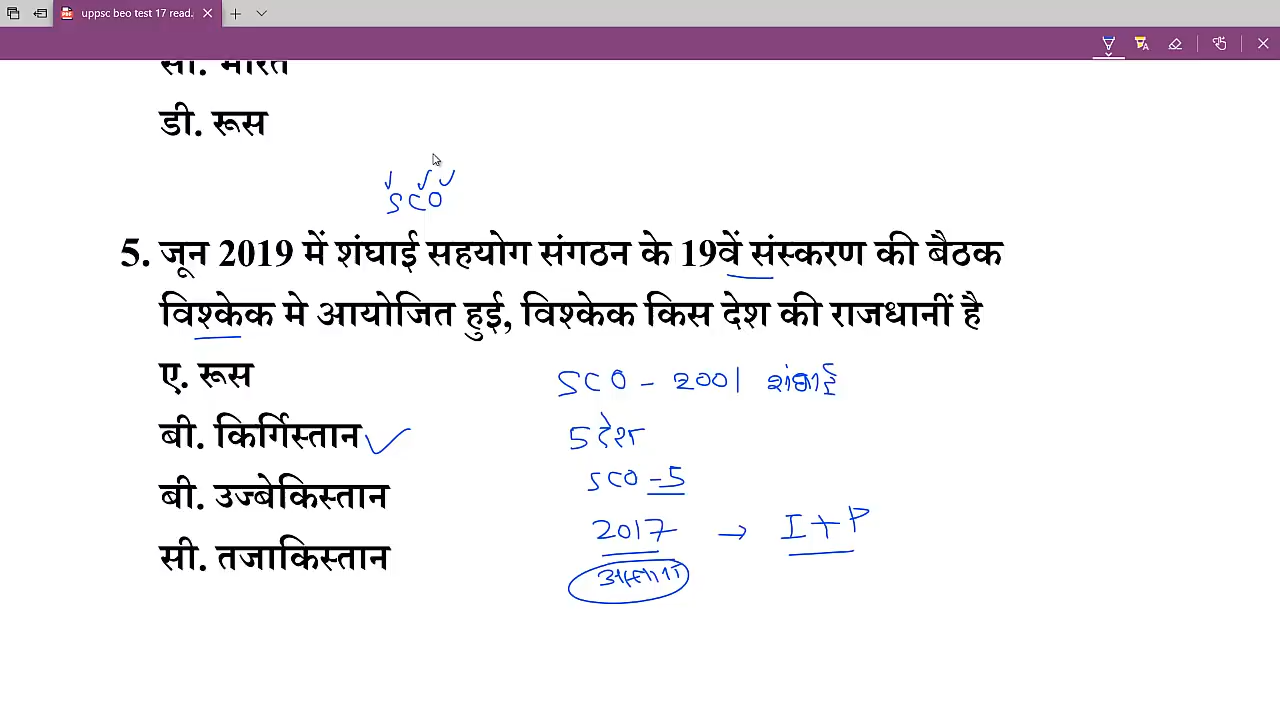 uppsc beo test 17 read.
सी. भारत
डी. रूस
SCO
5. जून 2019 में शंघाई सहयोग संगठन के 19वें संस्करण की बैठक
विश्केक मे आयोजित हुई, विश्केक किस देश की राजधानीं है
ए. रूस
SCO - 2001 शंघाई
बी. किर्गिस्तान
5 देश
SCO - 5
बी. उज्बेकिस्तान
2017 → I + P
सी. तजाकिस्तान
अस्ताना